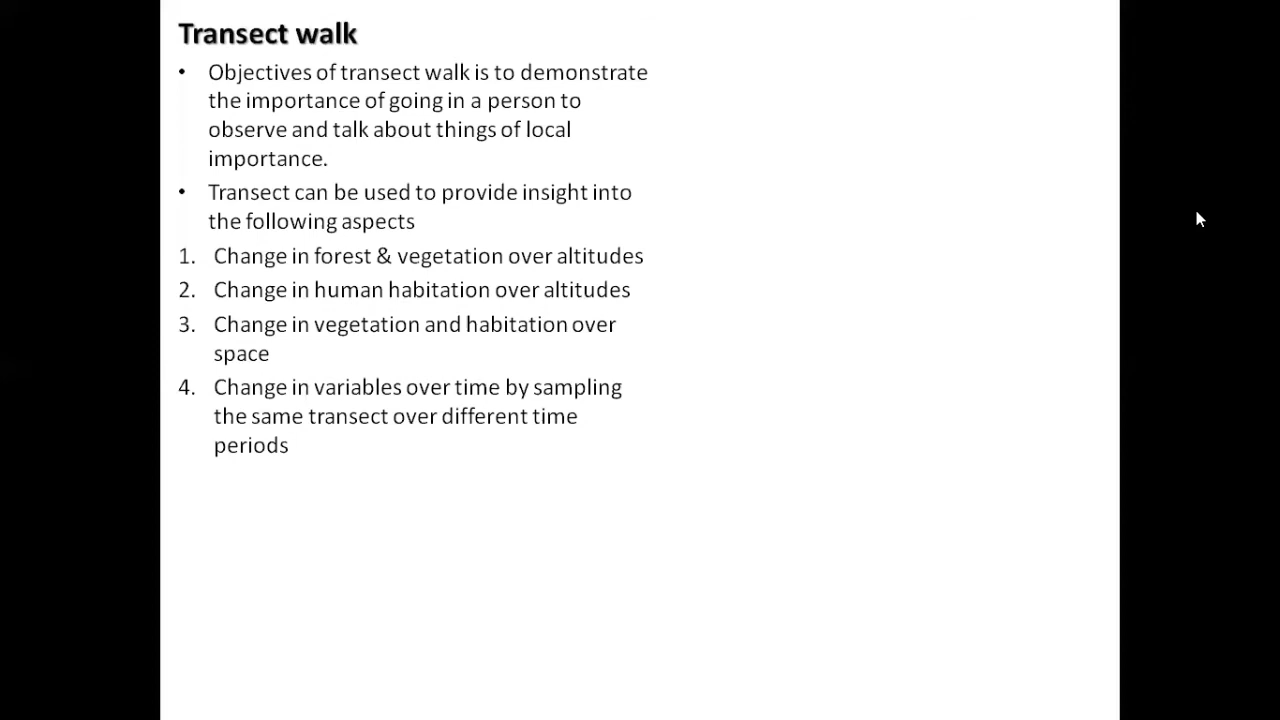 Transect walk
• Objectives of transect walk is to demonstrate
the importance of going in a person to
observe and talk about things of local
importance.
• Transect can be used to provide insight into
the following aspects
1. Change in forest & vegetation over altitudes
2. Change in human habitation over altitudes
3. Change in vegetation and habitation over
space
4. Change in variables over time by sampling
the same transect over different time
periods